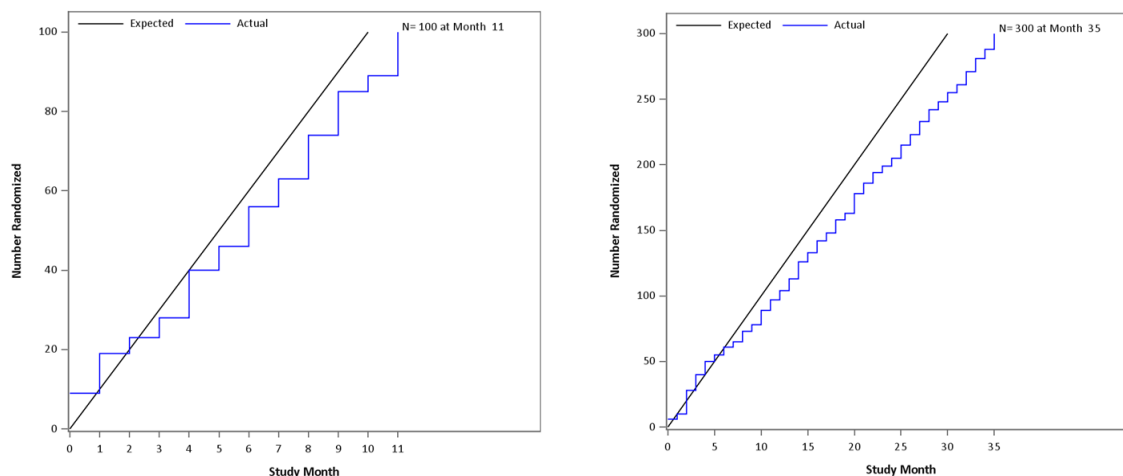 Expected Actual
N= 100 at Month 11
100
80
60
40
20
0
Number Randomized
0 1 2 3 4 5 6 7 8 9 10 11
Study Month
Expected Actual
N= 300 at Month 35
300
250
200
150
100
50
0
Number Randomized
0 5 10 15 20 25 30 35
Study Month